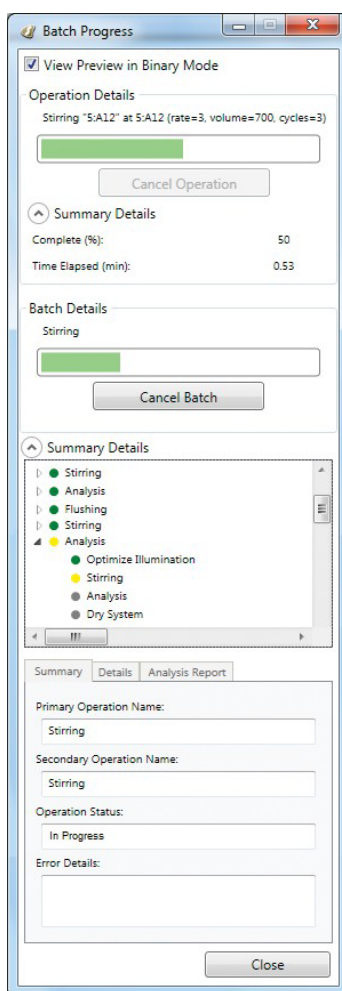 Batch Progress
View Preview in Binary Mode
Operation Details
Stirring "5:A12" at 5:A12 (rate=3, volume=700, cycles=3)
Cancel Operation
Summary Details
Complete (%): 50
Time Elapsed (min): 0.53
Batch Details
Stirring
Cancel Batch
Summary Details
Stirring
Analysis
Flushing
Stirring
Analysis
Optimize Illumination
Stirring
Analysis
Dry System
Summary Details Analysis Report
Primary Operation Name:
Stirring
Secondary Operation Name:
Stirring
Operation Status:
In Progress
Error Details:
Close